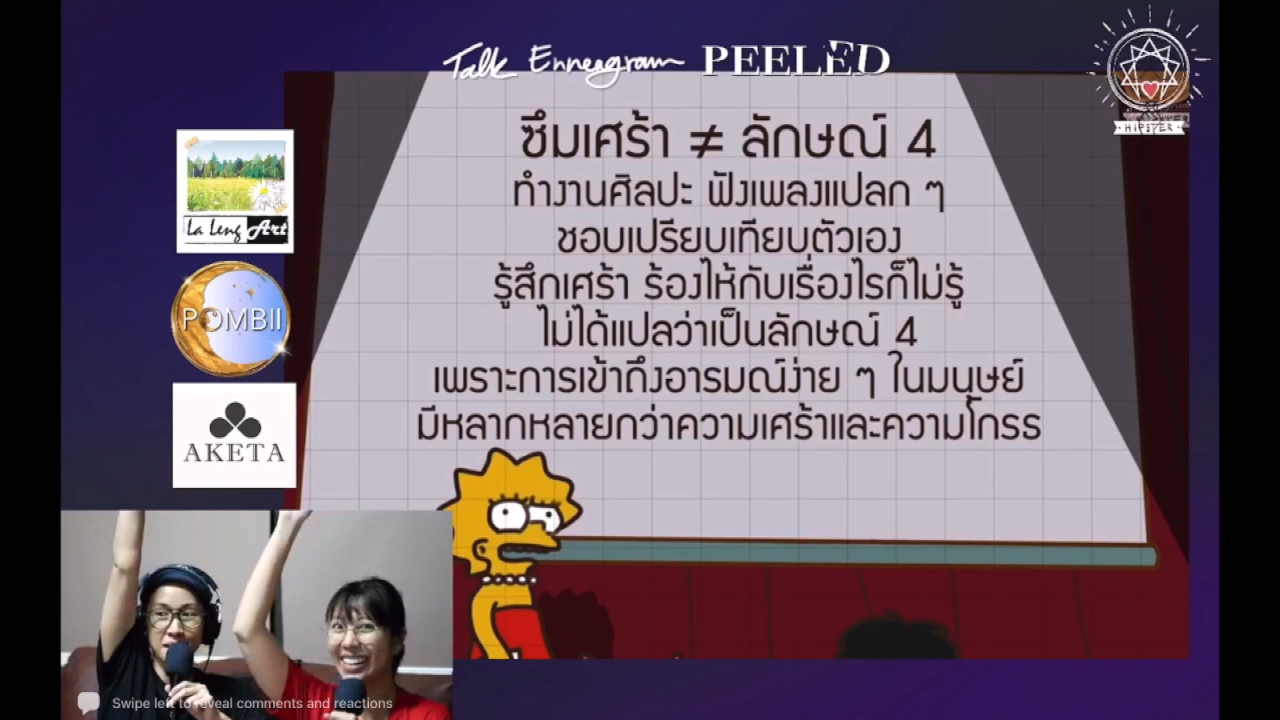 Talk Enneagram PEELED
HIPSTER
ซึมเศร้า ≠ ลักษณ์ 4
ทำงานศิลปะ ฟังเพลงแปลก ๆ
ชอบเปรียบเทียบตัวเอง
รู้สึกเศร้า ร้องไห้กับเรื่องไรก็ไม่รู้
ไม่ได้แปลว่าเป็นลักษณ์ 4
เพราะการเข้าถึงอารมณ์ง่าย ๆ ในมนุษย์
มีหลากหลายกว่าความเศร้าและความโกรธ
La Leng Art
POMBII
AKETA
Swipe left to reveal comments and reactions